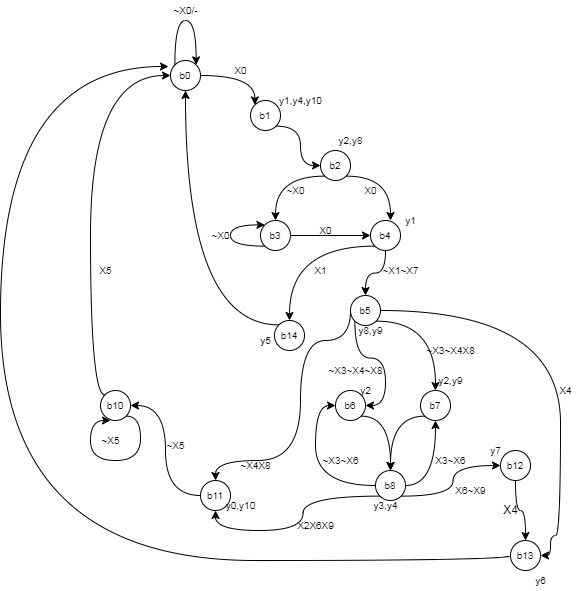 ~X0/-
b0
X0
y1,y4,y10
b1
y2,y8
b2
~X0
X0
y1
~X0
b3
X0
b4
X1
~X1~X7
X5
b5
y8,y9
y5
b14
~X3~X4X8
~X3~X4~X8
y2,y9
X4
y2
b10
b6
b7
~X5
~X5
y7
~X4X8
~X3~X6
X3~X6
b12
b8
X6~X9
b11
y0,y10
y3,y4
X4
X2X6X9
b13
y6